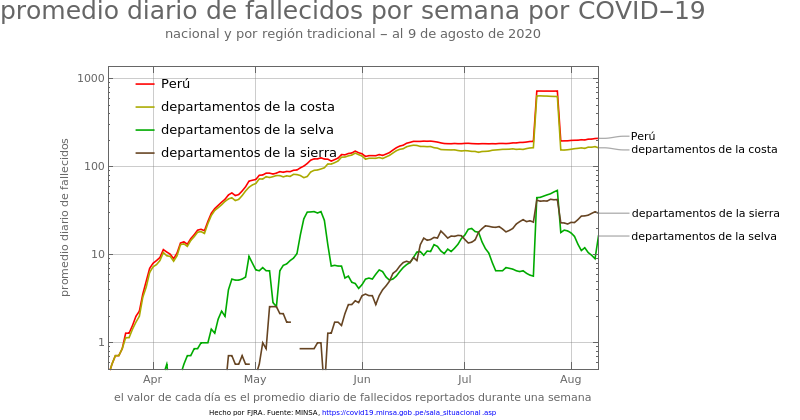 promedio diario de fallecidos por semana por COVID−19
nacional y por región tradicional − al 9 de agosto de 2020
1000
100
10
1
promedio diario de fallecidos
Perú
departamentos de la costa
departamentos de la selva
departamentos de la sierra
Perú
departamentos de la costa
departamentos de la sierra
departamentos de la selva
Apr May Jun Jul Aug
el valor de cada día es el promedio diario de fallecidos reportados durante una semana
Hecho por FJRA. Fuente: MINSA, https://covid19.minsa.gob.pe/sala_situacional.asp